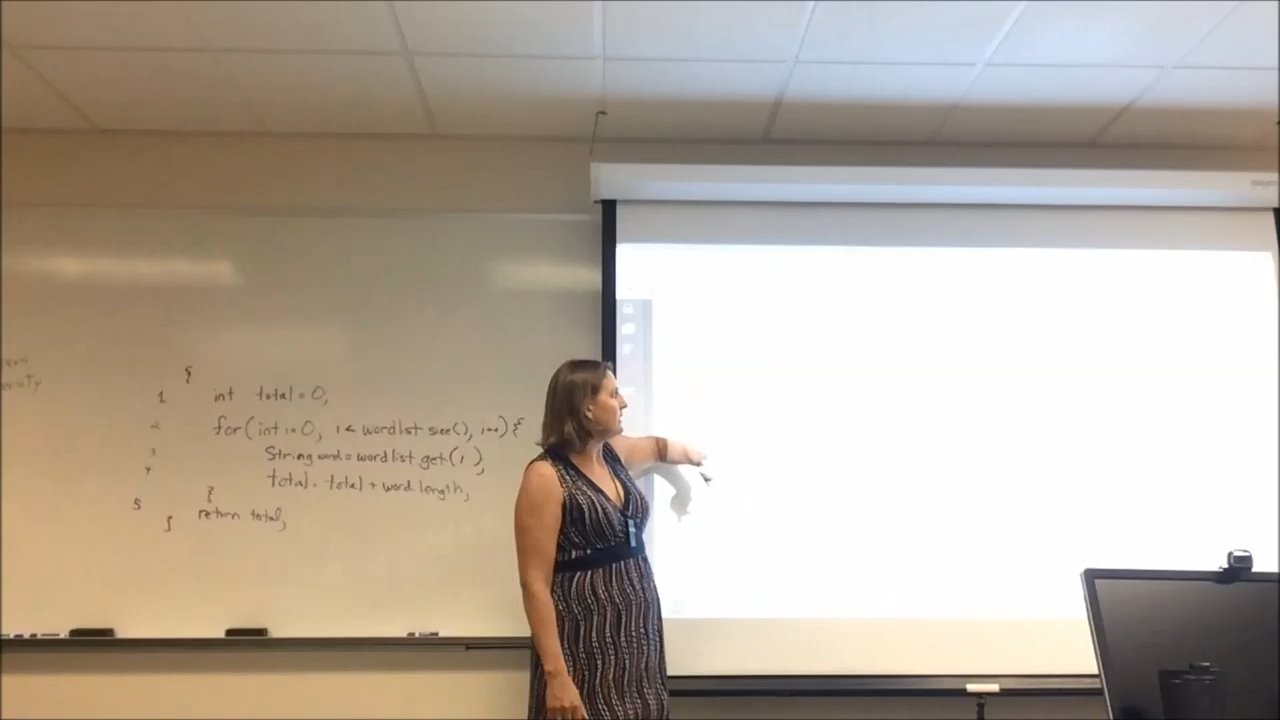 {
1 int total = 0;
2 for(int i=0; i < wordlist.size(); i++){
3 String word = wordlist.get(i);
4 total = total + word.length;
}
5 return total;
}